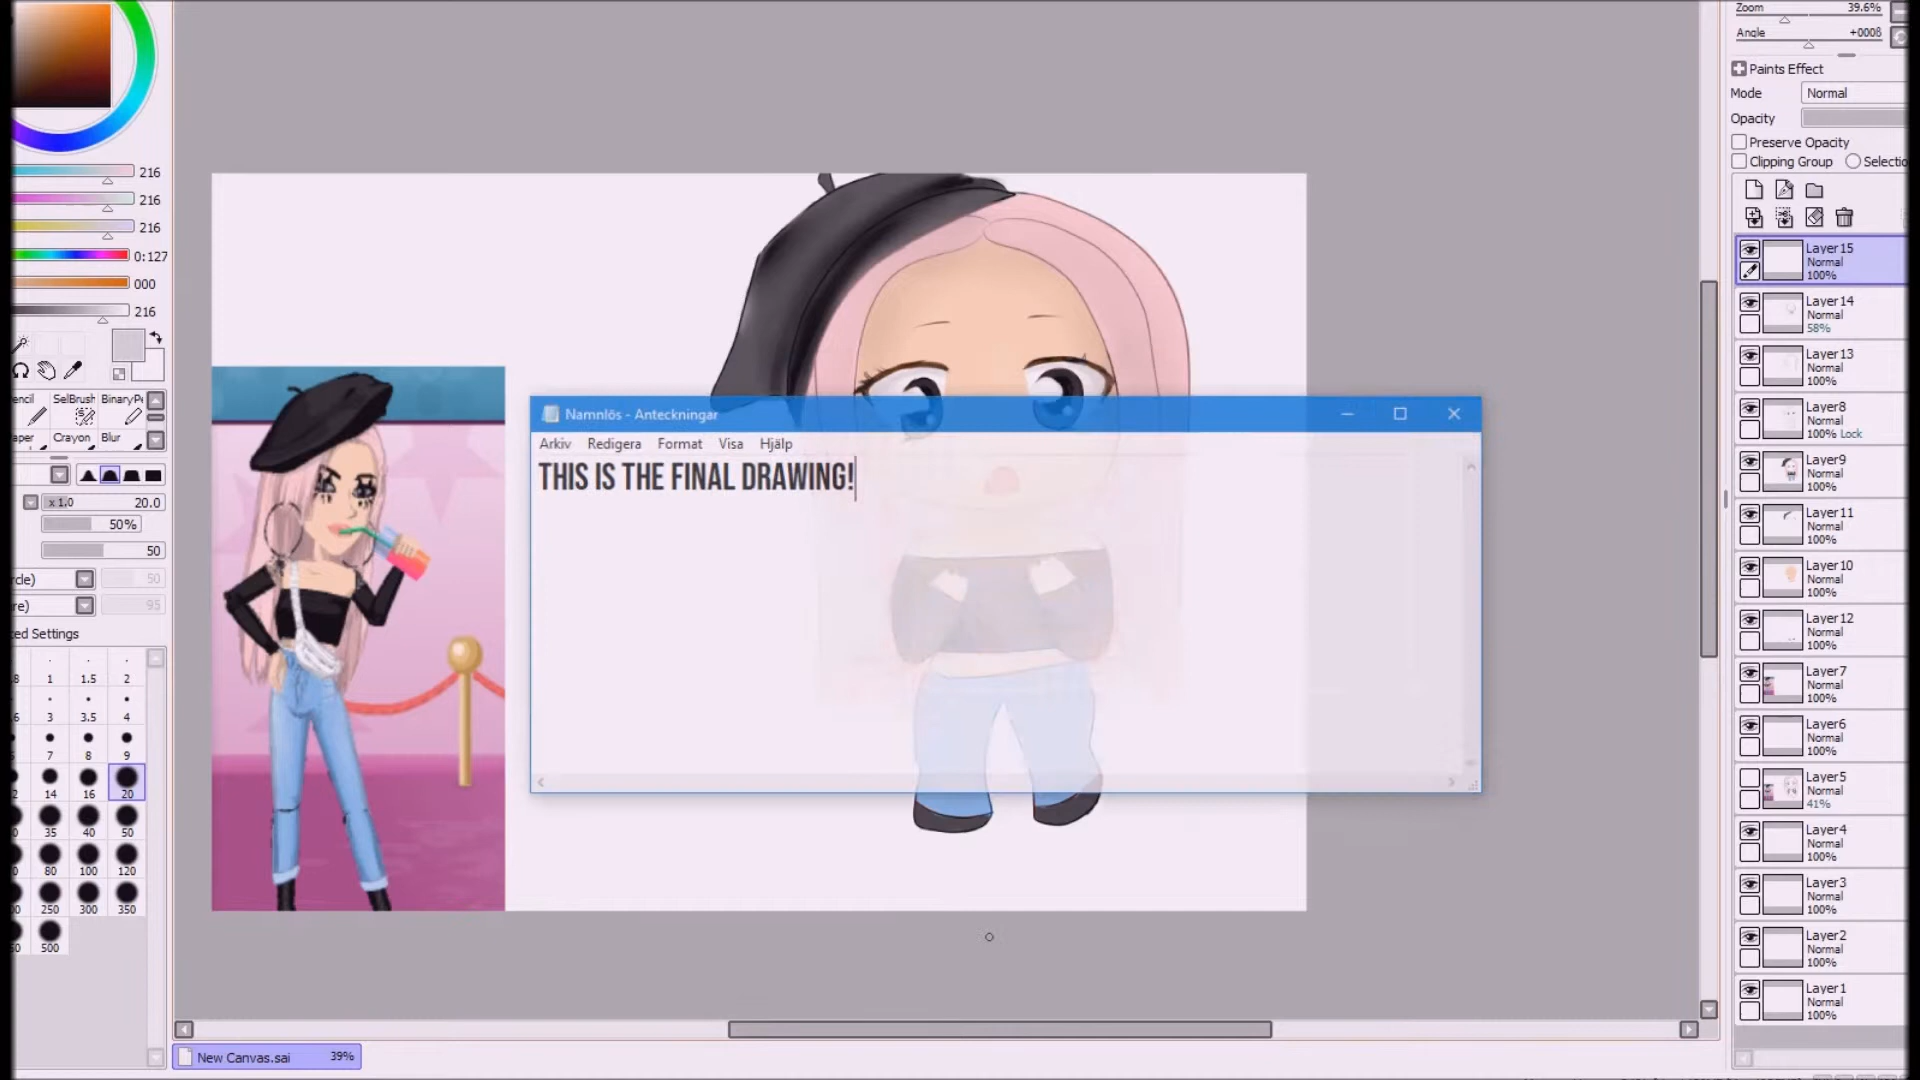 Zoom 39.6%
Angle +0008
Paints Effect
Mode Normal
Opacity
Preserve Opacity
Clipping Group Selectio
216
216
216
0:127
000
216
SelBrush BinaryPe
Crayon Blur
x 1.0 20.0
50%
50
50
95
Settings
1 1.5 2
3 3.5 4
7 8 9
14 16 20
35 40 50
80 100 120
250 300 350
500
Namnlös - Anteckningar
Arkiv Redigera Format Visa Hjälp
THIS IS THE FINAL DRAWING!
Layer15
Normal
100%
Layer14
Normal
58%
Layer13
Normal
100%
Layer8
Normal
100% Lock
Layer9
Normal
100%
Layer11
Normal
100%
Layer10
Normal
100%
Layer12
Normal
100%
Layer7
Normal
100%
Layer6
Normal
100%
Layer5
Normal
41%
Layer4
Normal
100%
Layer3
Normal
100%
Layer2
Normal
100%
Layer1
Normal
100%
New Canvas.sai 39%